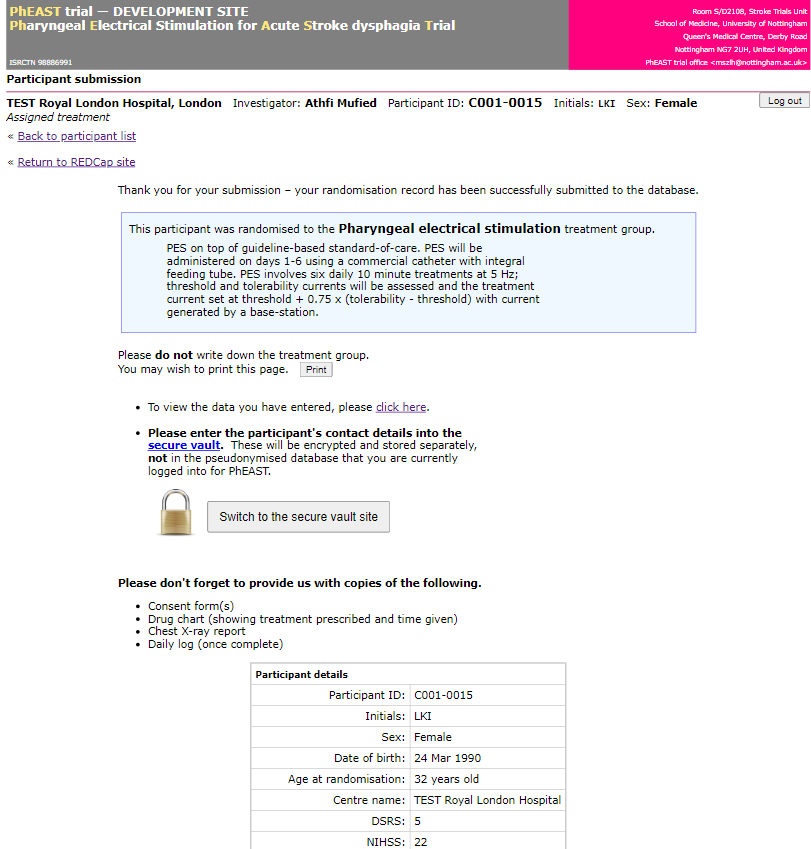 PhEAST trial — DEVELOPMENT SITE
Pharyngeal Electrical Stimulation for Acute Stroke dysphagia Trial
ISRCTN 98886991
Room S/D2108, Stroke Trials Unit
School of Medicine, University of Nottingham
Queen's Medical Centre, Derby Road
Nottingham NG7 2UH, United Kingdom
PhEAST trial office <mszlh@nottingham.ac.uk>
Participant submission
TEST Royal London Hospital, London Investigator: Athfi Mufied Participant ID: C001-0015 Initials: LKI Sex: Female
Log out
Assigned treatment
« Back to participant list
« Return to REDCap site
Thank you for your submission – your randomisation record has been successfully submitted to the database.
This participant was randomised to the Pharyngeal electrical stimulation treatment group.
PES on top of guideline-based standard-of-care. PES will be
administered on days 1-6 using a commercial catheter with integral
feeding tube. PES involves six daily 10 minute treatments at 5 Hz;
threshold and tolerability currents will be assessed and the treatment
current set at threshold + 0.75 x (tolerability - threshold) with current
generated by a base-station.
Please do not write down the treatment group.
You may wish to print this page. Print
• To view the data you have entered, please click here.
• Please enter the participant's contact details into the
secure vault. These will be encrypted and stored separately,
not in the pseudonymised database that you are currently
logged into for PhEAST.
Switch to the secure vault site
Please don't forget to provide us with copies of the following.
• Consent form(s)
• Drug chart (showing treatment prescribed and time given)
• Chest X-ray report
• Daily log (once complete)
Participant details
Participant ID: C001-0015
Initials: LKI
Sex: Female
Date of birth: 24 Mar 1990
Age at randomisation: 32 years old
Centre name: TEST Royal London Hospital
DSRS: 5
NIHSS: 22